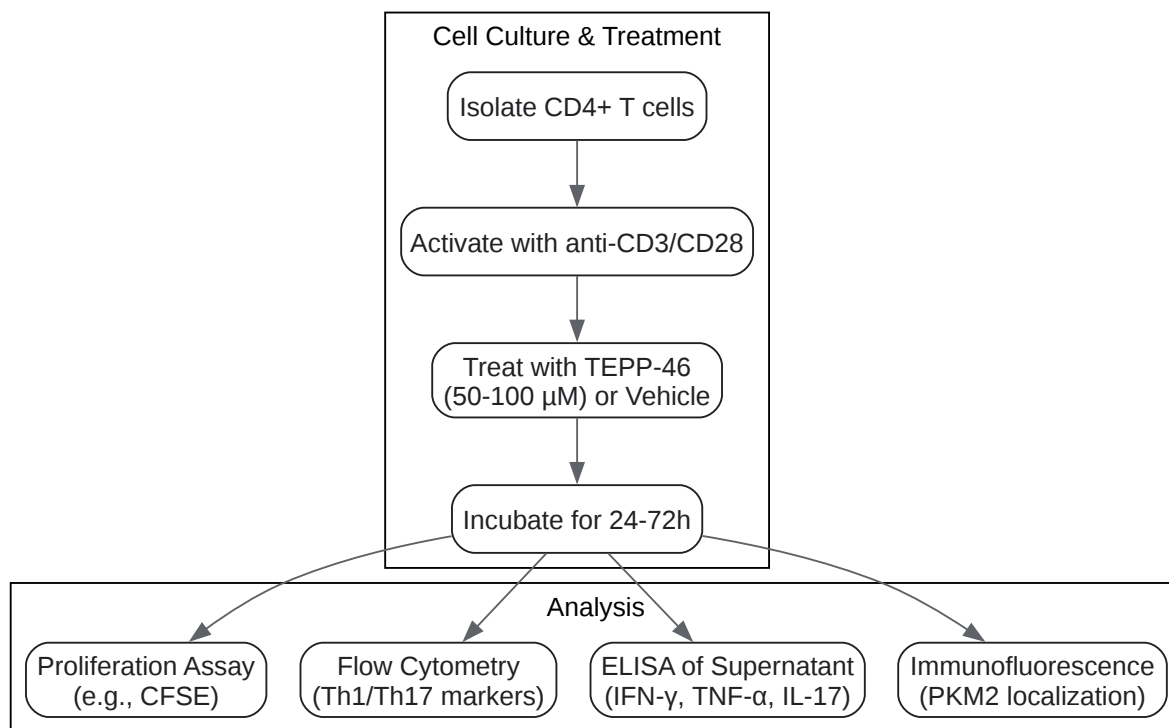 Cell Culture & Treatment
Isolate CD4+ T cells
Activate with anti-CD3/CD28
Treat with TEPP-46
(50-100 µM) or Vehicle
Incubate for 24-72h
Analysis
Proliferation Assay
(e.g., CFSE)
Flow Cytometry
(Th1/Th17 markers)
ELISA of Supernatant
(IFN-γ, TNF-α, IL-17)
Immunofluorescence
(PKM2 localization)